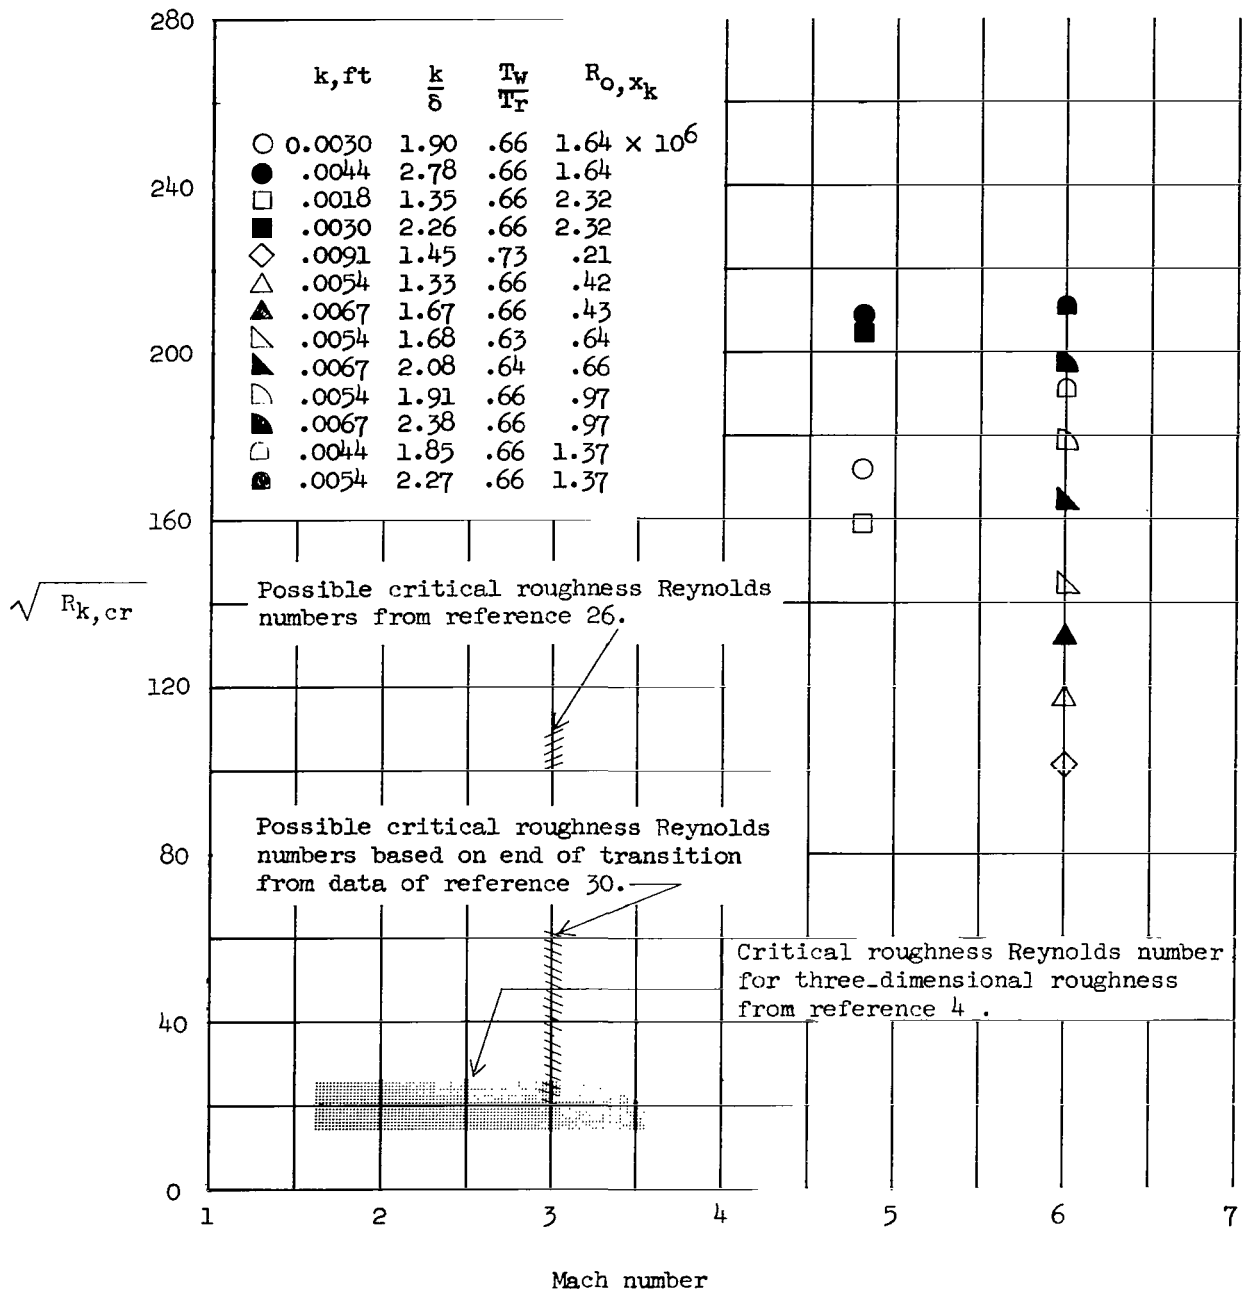 280
240
200
160
120
80
40
0
√R_k,cr
k,ft k/δ T_w/T_r R_o,x_k
0.0030 1.90 .66 1.64 × 10^6
.0044 2.78 .66 1.64
.0018 1.35 .66 2.32
.0030 2.26 .66 2.32
.0091 1.45 .73 .21
.0054 1.33 .66 .42
.0067 1.67 .66 .43
.0054 1.68 .63 .64
.0067 2.08 .64 .66
.0054 1.91 .66 .97
.0067 2.38 .66 .97
.0044 1.85 .66 1.37
.0054 2.27 .66 1.37
Possible critical roughness Reynolds
numbers from reference 26.
Possible critical roughness Reynolds
numbers based on end of transition
from data of reference 30.
Critical roughness Reynolds number
for three-dimensional roughness
from reference 4 .
1 2 3 4 5 6 7
Mach number